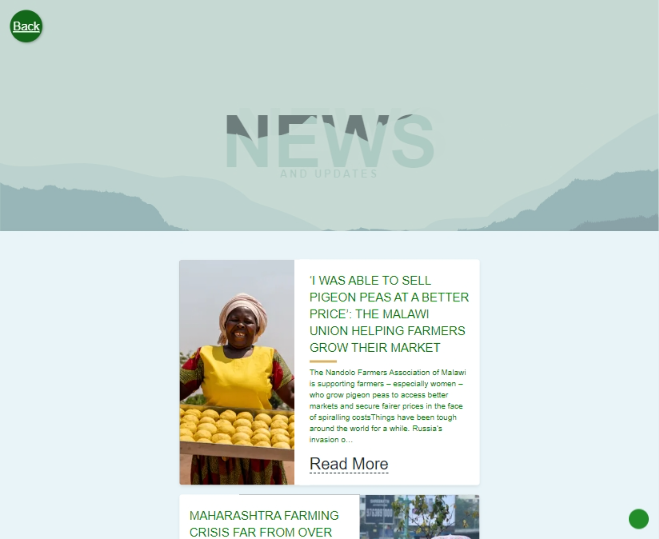 Back
NEWS
AND UPDATES
'I WAS ABLE TO SELL
PIGEON PEAS AT A BETTER
PRICE': THE MALAWI
UNION HELPING FARMERS
GROW THEIR MARKET
The Nandolo Farmers Association of Malawi
is supporting farmers – especially women –
who grow pigeon peas to access better
markets and secure fairer prices in the face
of spiralling costsThings have been tough
around the world for a while. Russia's
invasion o...
Read More
MAHARASHTRA FARMING
CRISIS FAR FROM OVER